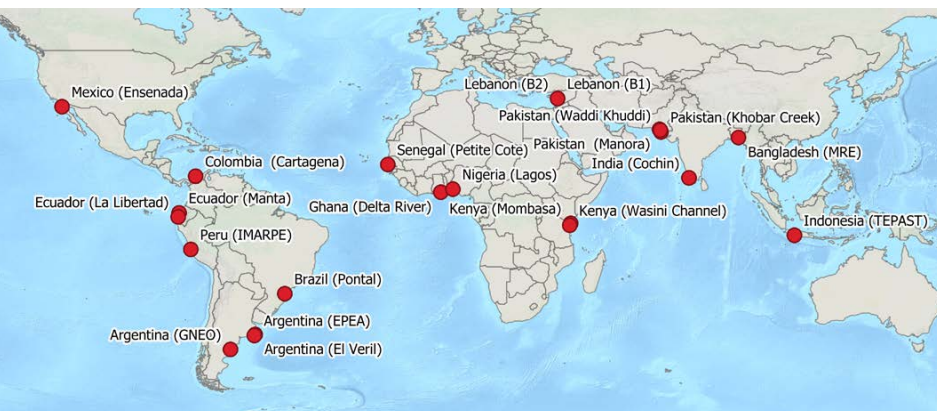 Lebanon (B2)
Lebanon (B1)
Mexico (Ensenada)
Pakistan (Waddi Khuddi)
Pakistan (Khobar Creek)
Senegal (Petite Cote)
Pakistan (Manora)
Bangladesh (MRE)
Colombia (Cartagena)
India (Cochin)
Nigeria (Lagos)
Ecuador (La Libertad)
Ecuador (Manta)
Ghana (Delta River)
Kenya (Mombasa)
Kenya (Wasini Channel)
Indonesia (TEPAST)
Peru (IMARPE)
Brazil (Pontal)
Argentina (EPEA)
Argentina (GNEO)
Argentina (El Veril)